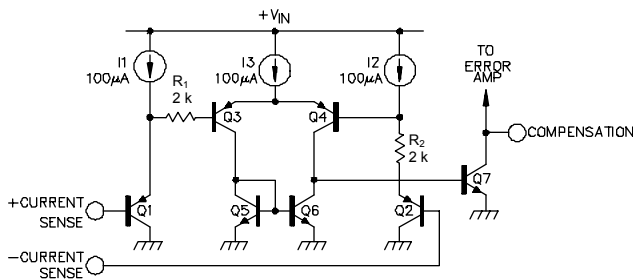 +VIN
I1
100µA
I3
100µA
I2
100µA
TO
ERROR
AMP
R1
2 k
Q3
Q4
COMPENSATION
R2
2 k
Q7
+CURRENT
SENSE
Q1
Q5
Q6
Q2
−CURRENT
SENSE